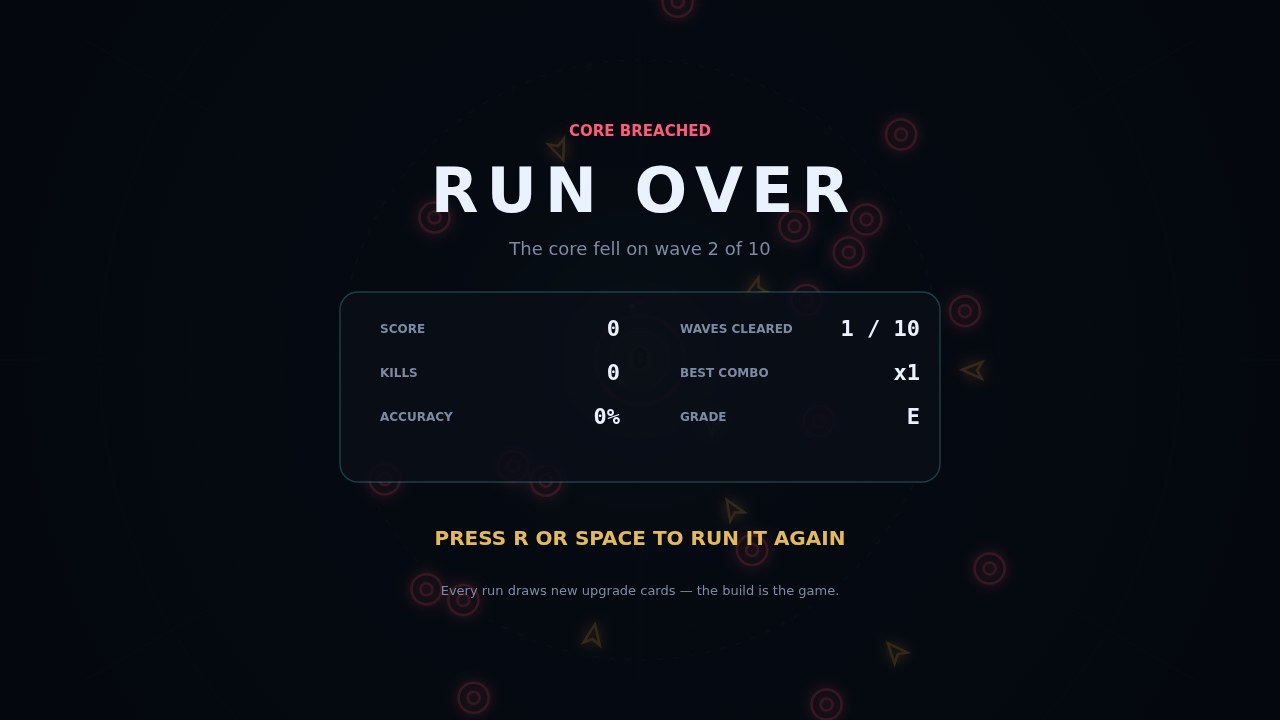 CORE BREACHED
RUN OVER
The core fell on wave 2 of 10
SCORE 0 WAVES CLEARED 1 / 10
KILLS 0 BEST COMBO x1
ACCURACY 0% GRADE E
PRESS R OR SPACE TO RUN IT AGAIN
Every run draws new upgrade cards — the build is the game.